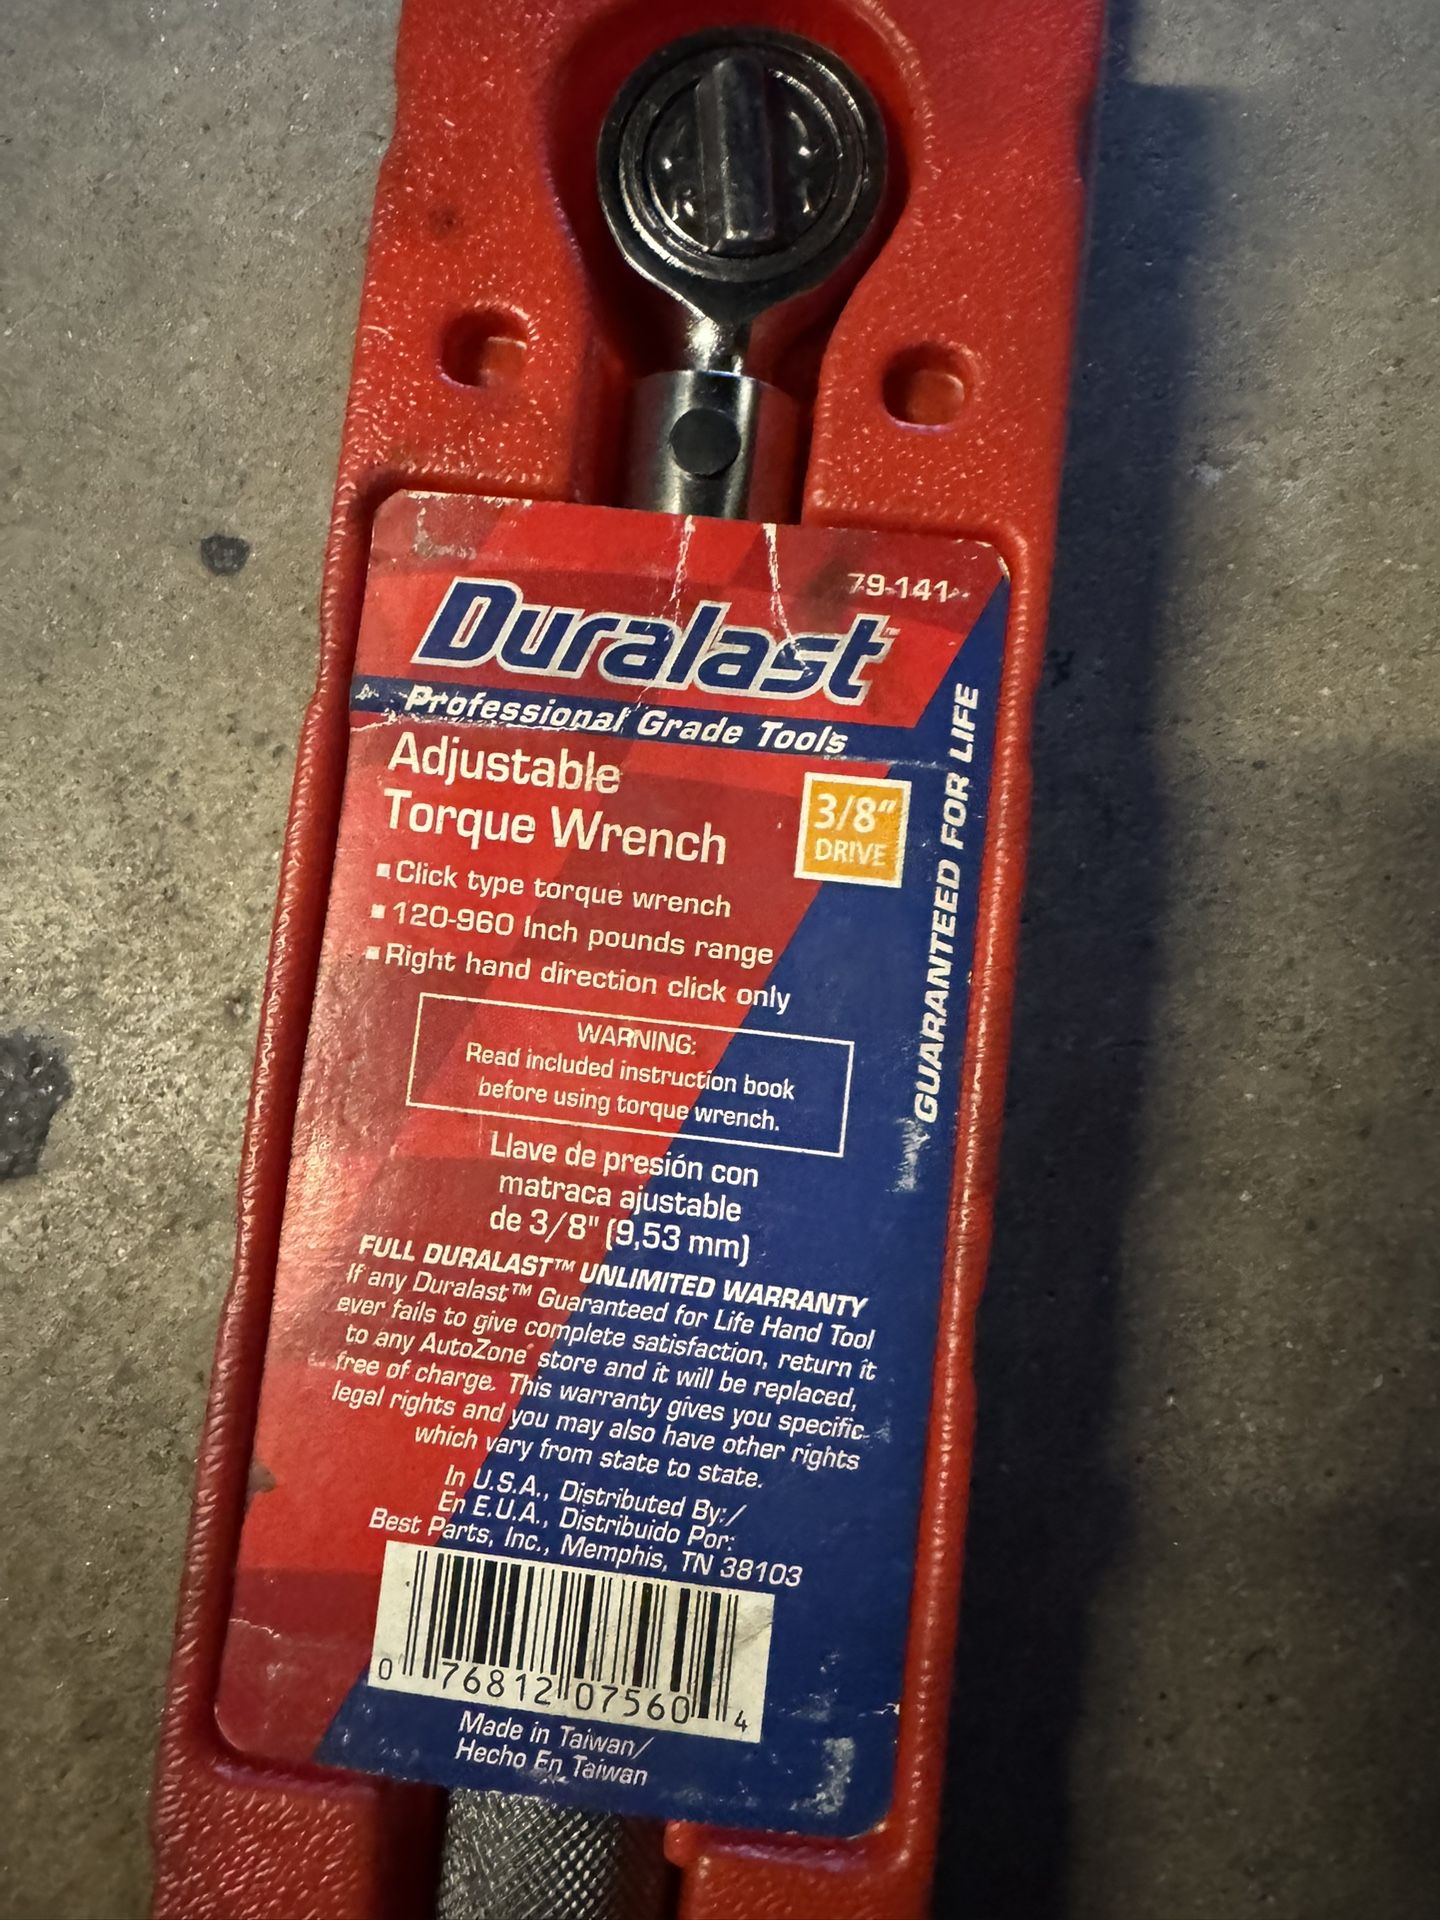 79-141
Duralast™
Professional Grade Tools
Adjustable
Torque Wrench
3/8"
DRIVE
▪ Click type torque wrench
▪ 120-960 Inch pounds range
▪ Right hand direction click only
GUARANTEED FOR LIFE
WARNING:
Read included instruction book
before using torque wrench.
Llave de presión con
matraca ajustable
de 3/8" (9,53 mm)
FULL DURALAST™ UNLIMITED WARRANTY
If any Duralast™ Guaranteed for Life Hand Tool
ever fails to give complete satisfaction, return it
to any AutoZone® store and it will be replaced,
free of charge. This warranty gives you specific
legal rights and you may also have other rights
which vary from state to state.
In U.S.A., Distributed By:/
En E.U.A., Distribuido Por:
Best Parts, Inc., Memphis, TN 38103
0 76812 07560 4
Made in Taiwan/
Hecho En Taiwan